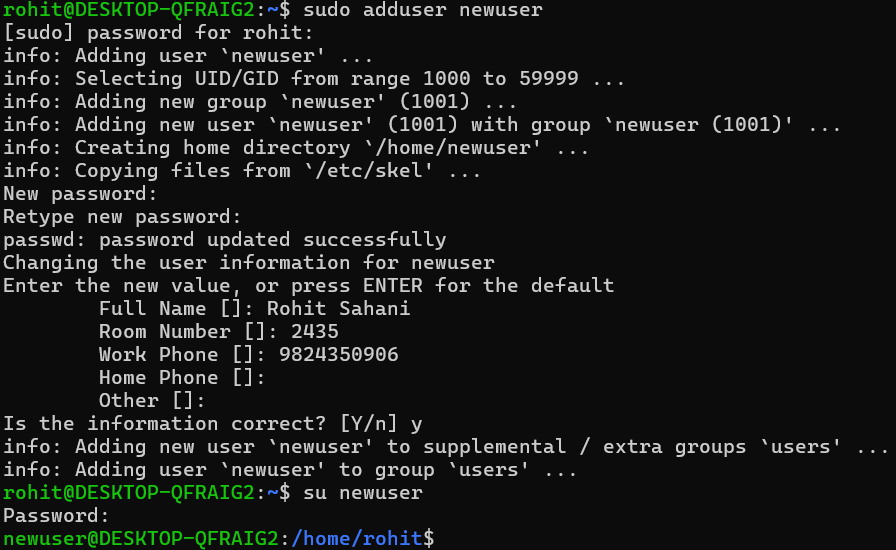 rohit@DESKTOP-QFRAIG2:~$ sudo adduser newuser
[sudo] password for rohit:
info: Adding user `newuser' ...
info: Selecting UID/GID from range 1000 to 59999 ...
info: Adding new group `newuser' (1001) ...
info: Adding new user `newuser' (1001) with group `newuser (1001)' ...
info: Creating home directory `/home/newuser' ...
info: Copying files from `/etc/skel' ...
New password:
Retype new password:
passwd: password updated successfully
Changing the user information for newuser
Enter the new value, or press ENTER for the default
        Full Name []: Rohit Sahani
        Room Number []: 2435
        Work Phone []: 9824350906
        Home Phone []:
        Other []:
Is the information correct? [Y/n] y
info: Adding new user `newuser' to supplemental / extra groups `users' ...
info: Adding user `newuser' to group `users' ...
rohit@DESKTOP-QFRAIG2:~$ su newuser
Password:
newuser@DESKTOP-QFRAIG2:/home/rohit$